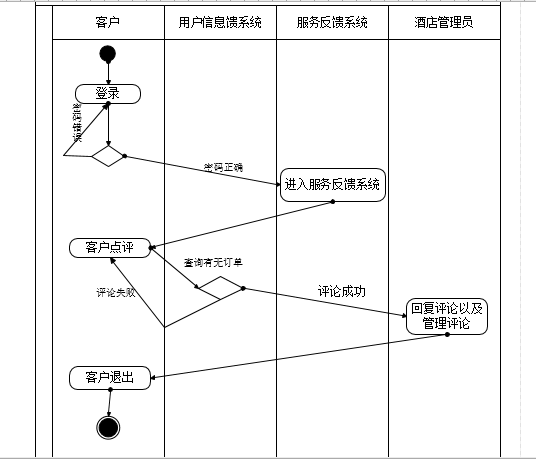 客户
用户信息馈系统
服务反馈系统
酒店管理员
登录
密码错误
密码正确
进入服务反馈系统
客户点评
查询有无订单
评论失败
评论成功
回复评论以及
管理评论
客户退出